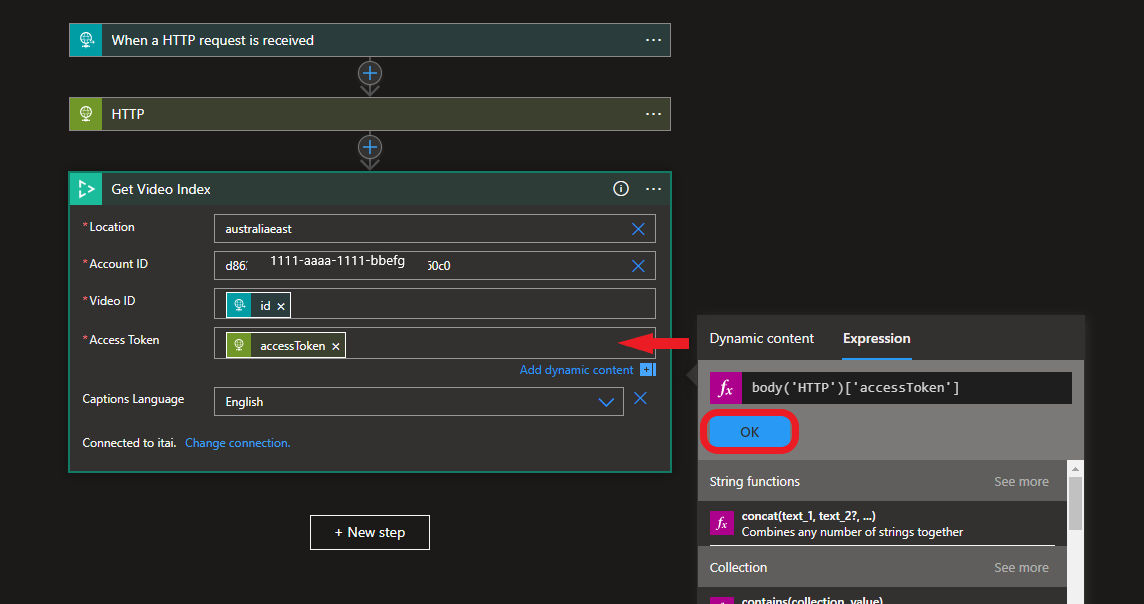 When a HTTP request is received
HTTP
Get Video Index
*Location
australiaeast
*Account ID
d86 1111-aaaa-1111-bbefg 50c0
*Video ID
id
*Access Token
accessToken
Add dynamic content
Captions Language
English
Connected to itai. Change connection.
+ New step
Dynamic content Expression
fx body('HTTP')['accessToken']
OK
String functions See more
fx concat(text_1, text_2?, ...)
Combines any number of strings together
Collection See more
contains(collection, value)